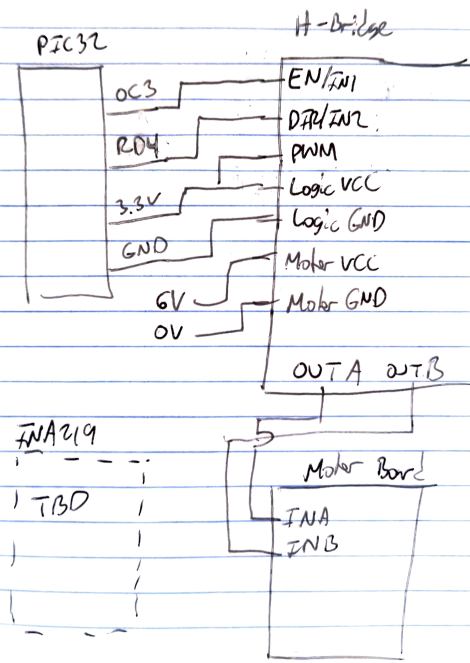 H-Bridge
PIC32
OC3
EN/IN1
RD4
DIR/IN2
PWM
3.3V
Logic VCC
GND
Logic GND
Motor VCC
6V
Motor GND
0V
OUT A OUT B
INA219
TBD
Motor Board
INA
INB